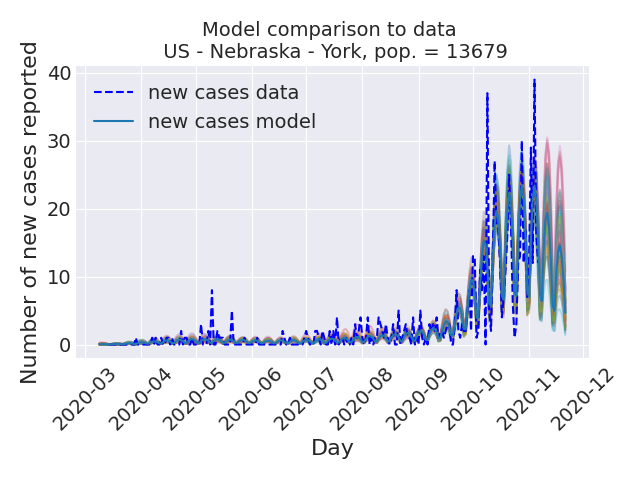 Model comparison to data
US - Nebraska - York, pop. = 13679
Number of new cases reported
40
30
20
10
0
new cases data
new cases model
2020-03
2020-04
2020-05
2020-06
2020-07
2020-08
2020-09
2020-10
2020-11
2020-12
Day